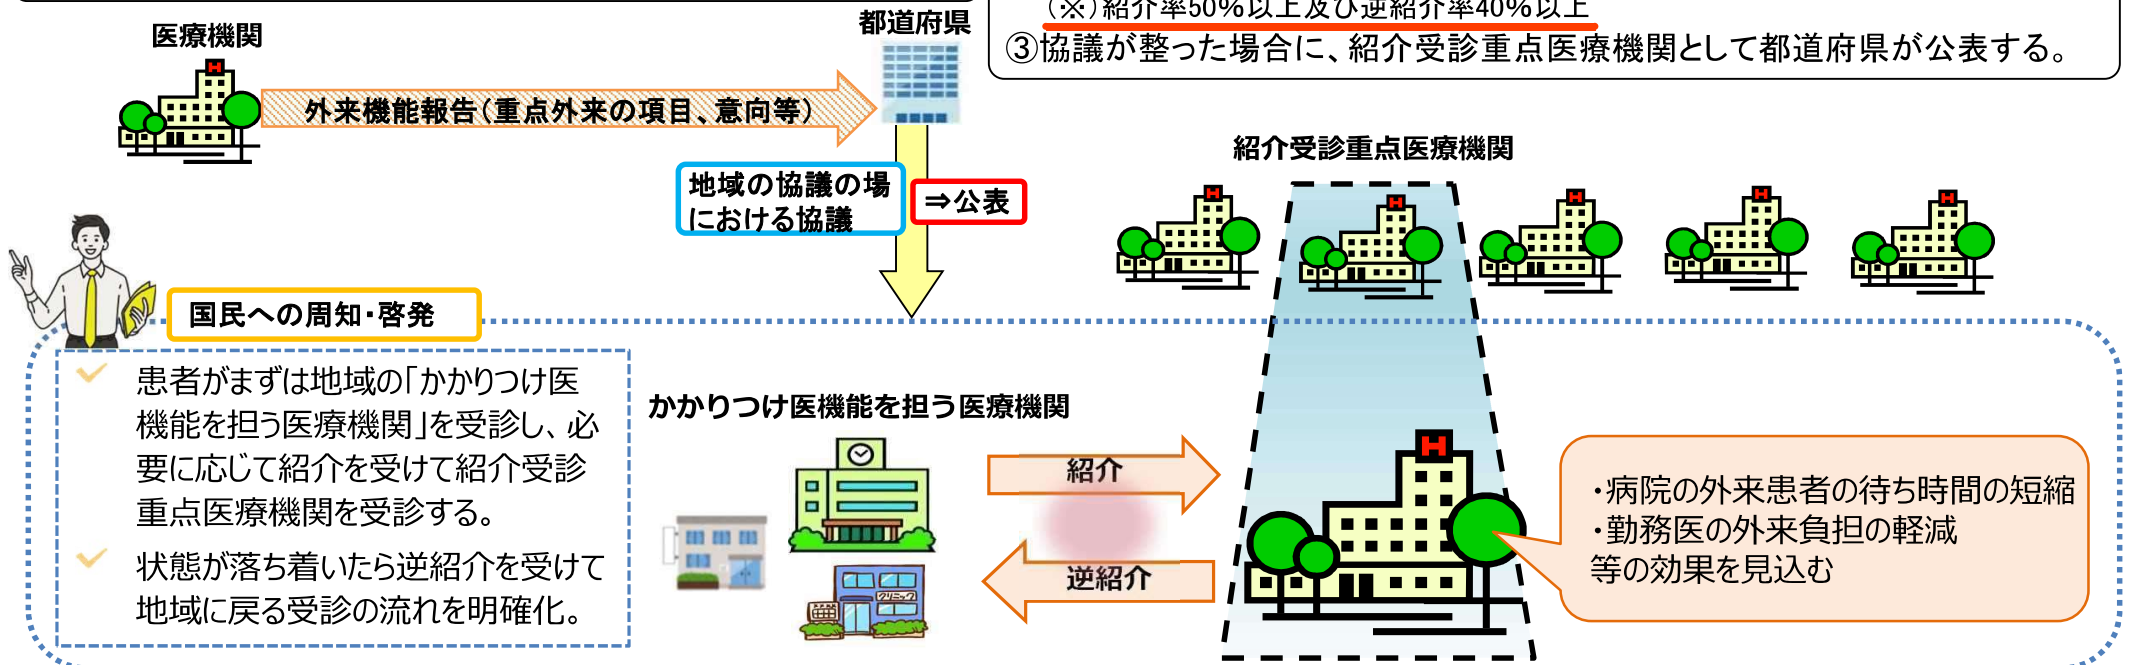 (※)紹介率50%以上及び逆紹介率40%以上
③協議が整った場合に、紹介受診重点医療機関として都道府県が公表する。
都道府県
医療機関
外来機能報告(重点外来の項目、意向等)
地域の協議の場
における協議
⇒公表
紹介受診重点医療機関
国民への周知・啓発
患者がまずは地域の「かかりつけ医
機能を担う医療機関」を受診し、必
要に応じて紹介を受けて紹介受診
重点医療機関を受診する。
状態が落ち着いたら逆紹介を受けて
地域に戻る受診の流れを明確化。
かかりつけ医機能を担う医療機関
クリニック
紹介
逆紹介
・病院の外来患者の待ち時間の短縮
・勤務医の外来負担の軽減
等の効果を見込む
H
H
H
H
H
H
H